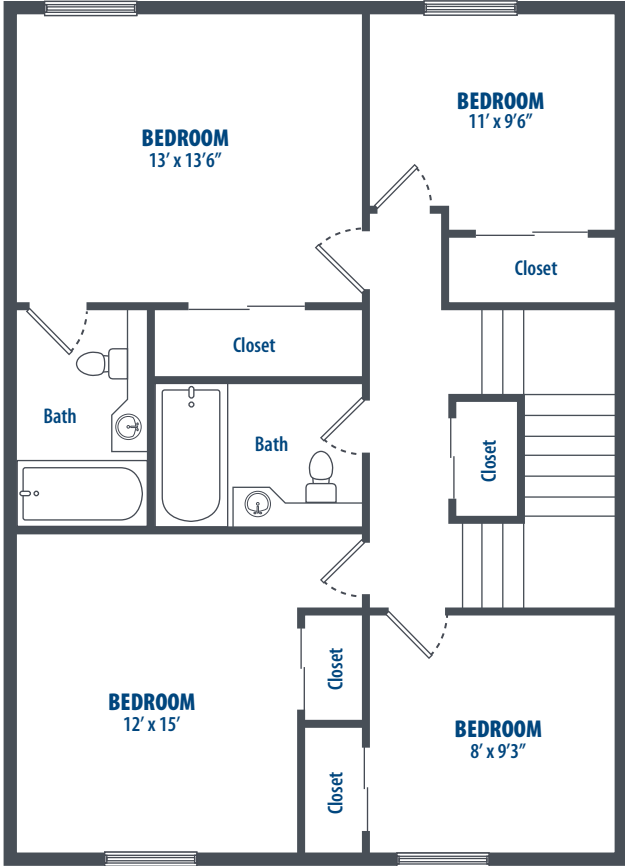 BEDROOM
13’ x 13’6”
BEDROOM
11’ x 9’6”
Closet
Closet
Bath
Bath
Closet
BEDROOM
12’ x 15’
Closet
Closet
BEDROOM
8’ x 9’3”